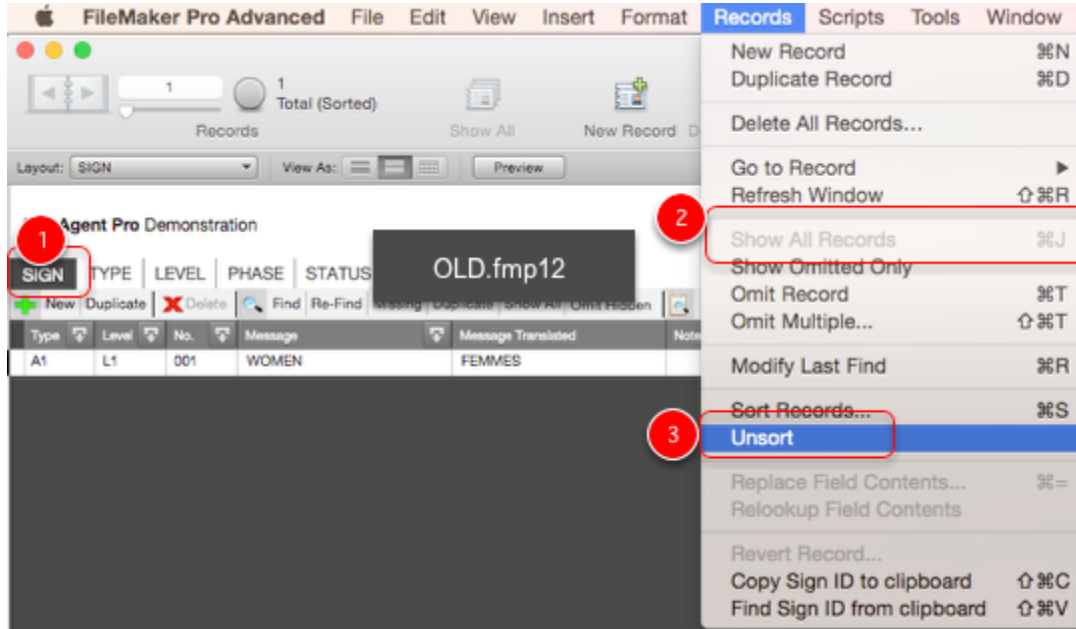 FileMaker Pro Advanced File Edit View Insert Format Records Scripts Tools Window
1
1
Total (Sorted)
Records
Show All
New Record
Layout: SIGN
View As:
Preview
Agent Pro Demonstration
1
SIGN TYPE LEVEL PHASE STATUS
OLD.fmp12
New Duplicate Delete Find Re-Find Missing Duplicate Show All Omit Hidden
Type Level No. Message Message Translated Note
A1 L1 001 WOMEN FEMMES
New Record ⌘N
Duplicate Record ⌘D
Delete All Records...
Go to Record ▶
Refresh Window ⇧⌘R
2
Show All Records ⌘J
Show Omitted Only
Omit Record ⌘T
Omit Multiple... ⇧⌘T
Modify Last Find ⌘R
Sort Records... ⌘S
3
Unsort
Replace Field Contents... ⌘=
Relookup Field Contents
Revert Record...
Copy Sign ID to clipboard ⇧⌘C
Find Sign ID from clipboard ⇧⌘V